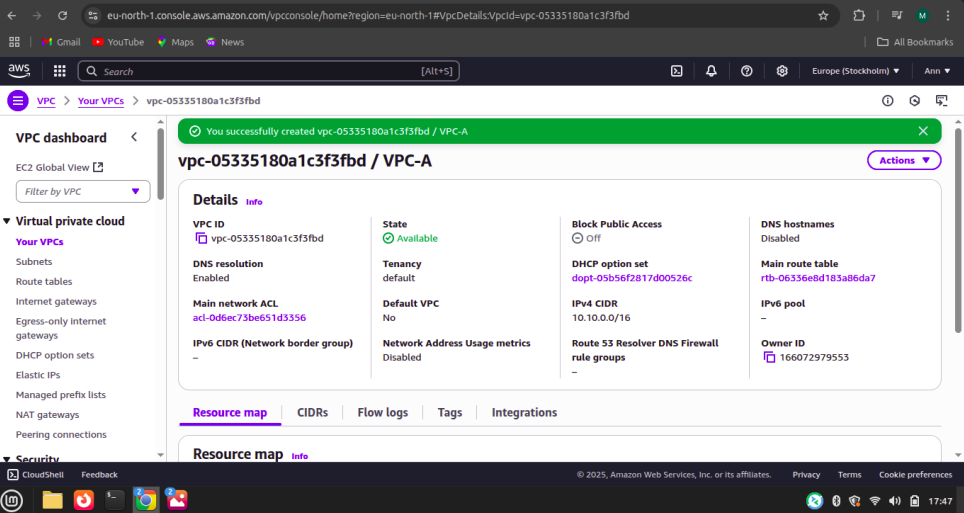 eu-north-1.console.aws.amazon.com/vpcconsole/home?region=eu-north-1#VpcDetails:VpcId=vpc-05335180a1c3f3fbd
M
Gmail YouTube Maps News All Bookmarks
aws Search [Alt+S] Europe (Stockholm) ▼ Ann ▼
VPC > Your VPCs > vpc-05335180a1c3f3fbd
VPC dashboard
EC2 Global View
Filter by VPC
Virtual private cloud
Your VPCs
Subnets
Route tables
Internet gateways
Egress-only internet
gateways
DHCP option sets
Elastic IPs
Managed prefix lists
NAT gateways
Peering connections
Security
You successfully created vpc-05335180a1c3f3fbd / VPC-A
vpc-05335180a1c3f3fbd / VPC-A
Actions ▼
Details Info
VPC ID
vpc-05335180a1c3f3fbd
State
Available
Block Public Access
Off
DNS hostnames
Disabled
DNS resolution
Enabled
Tenancy
default
DHCP option set
dopt-05b56f2817d00526c
Main route table
rtb-06336e8d183a86da7
Main network ACL
acl-0d6ec73be651d3356
Default VPC
No
IPv4 CIDR
10.10.0.0/16
IPv6 pool
–
IPv6 CIDR (Network border group)
–
Network Address Usage metrics
Disabled
Route 53 Resolver DNS Firewall
rule groups
–
Owner ID
166072979553
Resource map CIDRs Flow logs Tags Integrations
Resource map Info
CloudShell Feedback © 2025, Amazon Web Services, Inc. or its affiliates. Privacy Terms Cookie preferences
2 2 17:47